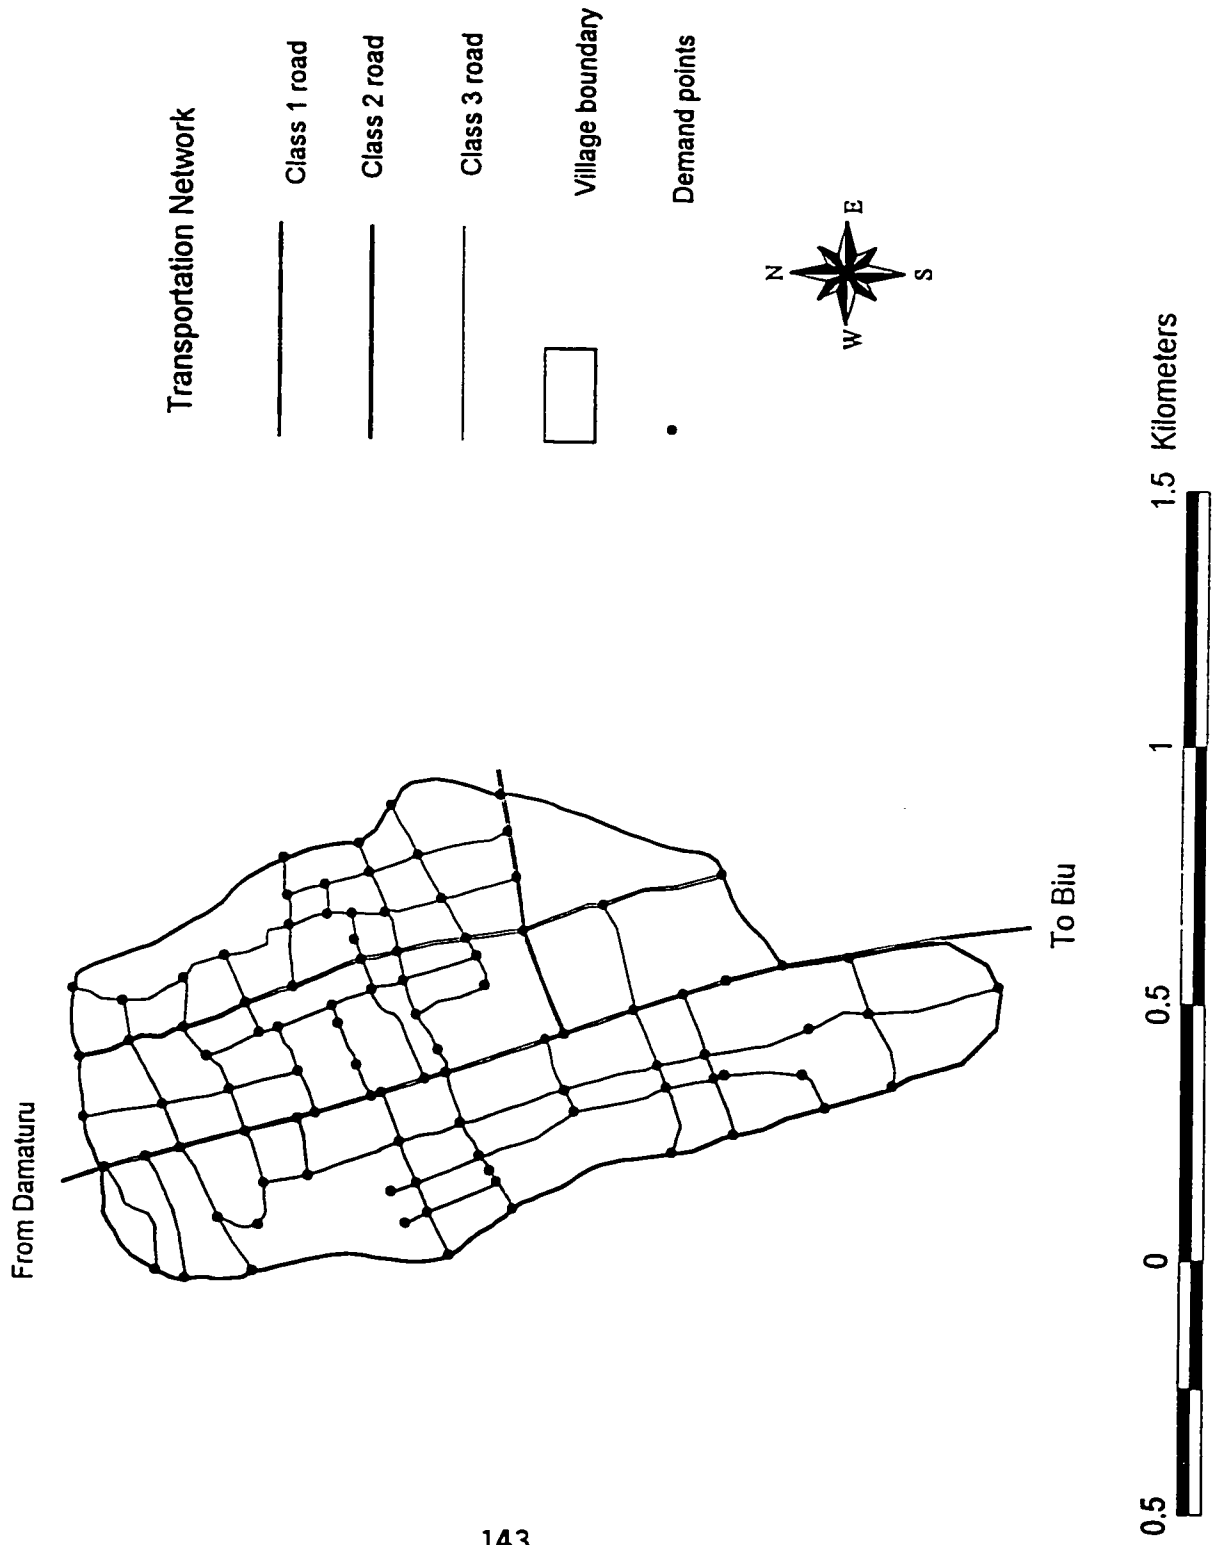 From Damaturu
Transportation Network
Class 1 road
Class 2 road
Class 3 road
Village boundary
Demand points
N
W
E
S
To Biu
0.5
0
0.5
1
1.5 Kilometers
143